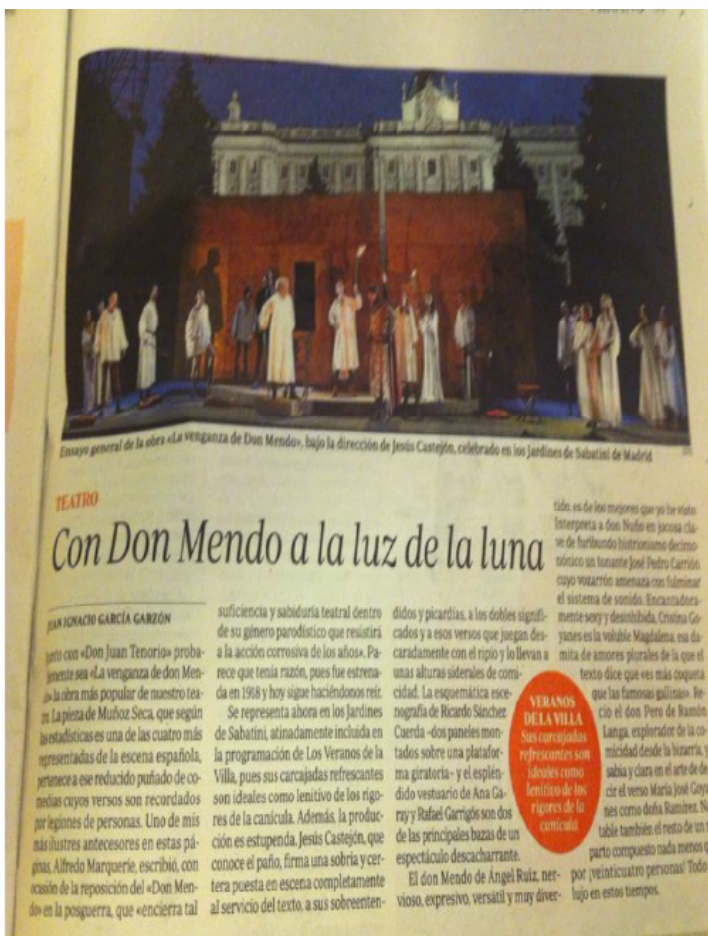 Ensayo general de la obra «La venganza de Don Mendo», bajo la dirección de Jesús Castejón, celebrado en los Jardines de Sabatini de Madrid
TEATRO
Con Don Mendo a la luz de la luna
JUAN IGNACIO GARCÍA GARZÓN
Junto con «Don Juan Tenorio» proba-
blemente sea «La venganza de don Men-
do» la obra más popular de nuestro tea-
tro. La pieza de Muñoz Seca, que según
las estadísticas es una de las cuatro más
representadas de la escena española,
pertenece a ese reducido puñado de co-
medias cuyos versos son recordados
por legiones de personas. Uno de mis
más ilustres antecesores en estas pá-
ginas, Alfredo Marquerie, escribió, con
ocasión de la reposición del «Don Men-
do» en la posguerra, que «encierra tal
suficiencia y sabiduría teatral dentro
de su género parodístico que resistirá
a la acción corrosiva de los años». Pa-
rece que tenía razón, pues fue estrena-
da en 1918 y hoy sigue haciéndonos reír.
Se representa ahora en los Jardines
de Sabatini, atinadamente incluida en
la programación de Los Veranos de la
Villa, pues sus carcajadas refrescantes
son ideales como lenitivo de los rigo-
res de la canícula. Además, la produc-
ción es estupenda. Jesús Castejón, que
conoce el paño, firma una sobria y cer-
tera puesta en escena completamente
al servicio del texto, a sus sobreenten-
didos y picardías, a los dobles signifi-
cados y a esos versos que juegan des-
caradamente con el ripio y lo llevan a
unas alturas siderales de comi-
cidad. La esquemática esce-
nografía de Ricardo Sánchez
Cuerda -dos paneles mon-
tados sobre una platafor-
ma giratoria- y el esplén-
dido vestuario de Ana Ga-
ray y Rafael Garrigós son dos
de las principales bazas de un
espectáculo descacharrante.
El don Mendo de Ángel Ruiz, ner-
vioso, expresivo, versátil y muy diver-
tido, es de los mejores que yo he visto.
Interpreta a don Nuño en jocosa cla-
ve de furibundo histrionismo decimo-
nónico un tonante José Pedro Carrión
cuyo vozarrón amenaza con fulminar
el sistema de sonido. Encantadora-
mente sexy y desinhibida, Cristina Go-
yanes es la voluble Magdalena, esa da-
mita de amores plurales de la que el
texto dice que «es más coqueta
que las famosas gallinas». Re-
cio el don Pero de Ramón
Langa, explorador de la co-
micidad desde la bizarría, y
sabia y clara en el arte de de-
cir el verso María José Goya
nes como doña Ramírez. No
table también el resto de un r
parto compuesto nada menos q
por ¡veinticuatro personas! Todo
lujo en estos tiempos.
VERANOS
DE LA VILLA
Sus carcajadas
refrescantes son
ideales como
lenitivo de los
rigores de la
canícula